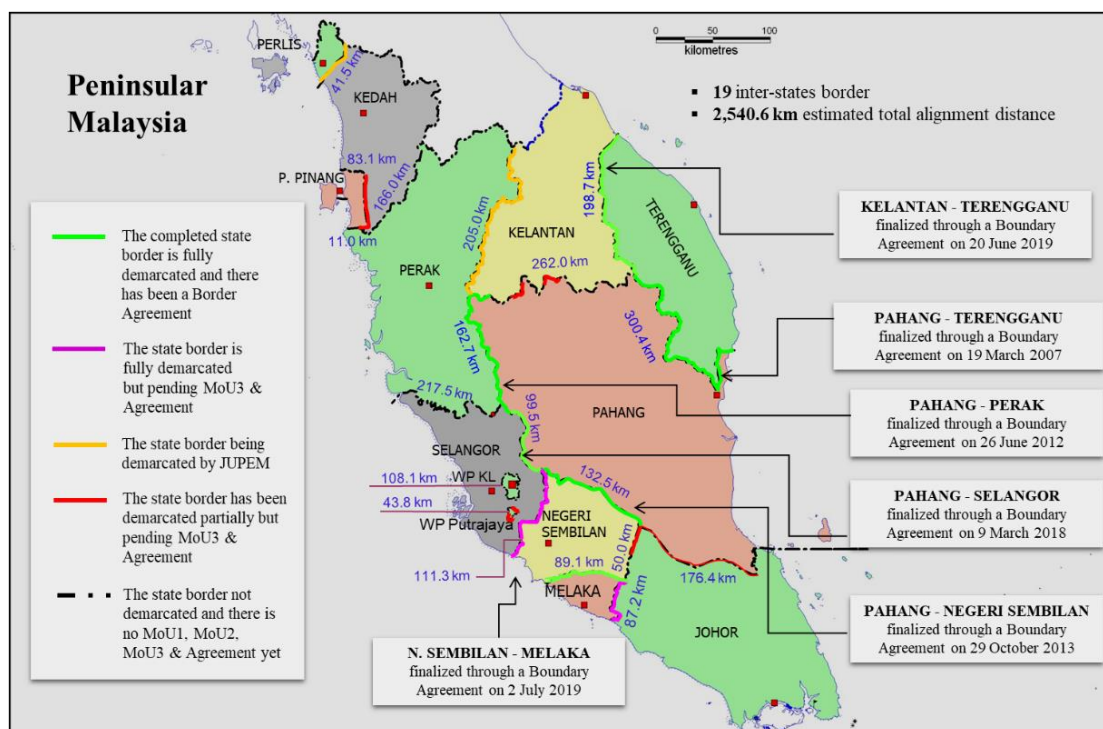 Peninsular
Malaysia
0 50 100
kilometres
▪ 19 inter-states border
▪ 2,540.6 km estimated total alignment distance
PERLIS
41.5 km
KEDAH
83.1 km
166.0 km
P. PINANG
11.0 km
PERAK
205.0 km
KELANTAN
198.7 km
TERENGGANU
262.0 km
300.4 km
162.7 km
217.5 km
99.5 km
PAHANG
SELANGOR
WP KL
108.1 km
43.8 km
WP Putrajaya
132.5 km
NEGERI
SEMBILAN
50.0 km
111.3 km
89.1 km
MELAKA
87.2 km
176.4 km
JOHOR
The completed state
border is fully
demarcated and there
has been a Border
Agreement
The state border is
fully demarcated
but pending MoU3 &
Agreement
The state border being
demarcated by JUPEM
The state border has been
demarcated partially but
pending MoU3 &
Agreement
The state border not
demarcated and there is
no MoU1, MoU2,
MoU3 & Agreement yet
KELANTAN - TERENGGANU
finalized through a Boundary
Agreement on 20 June 2019
PAHANG - TERENGGANU
finalized through a Boundary
Agreement on 19 March 2007
PAHANG - PERAK
finalized through a Boundary
Agreement on 26 June 2012
PAHANG - SELANGOR
finalized through a Boundary
Agreement on 9 March 2018
PAHANG - NEGERI SEMBILAN
finalized through a Boundary
Agreement on 29 October 2013
N. SEMBILAN - MELAKA
finalized through a Boundary
Agreement on 2 July 2019